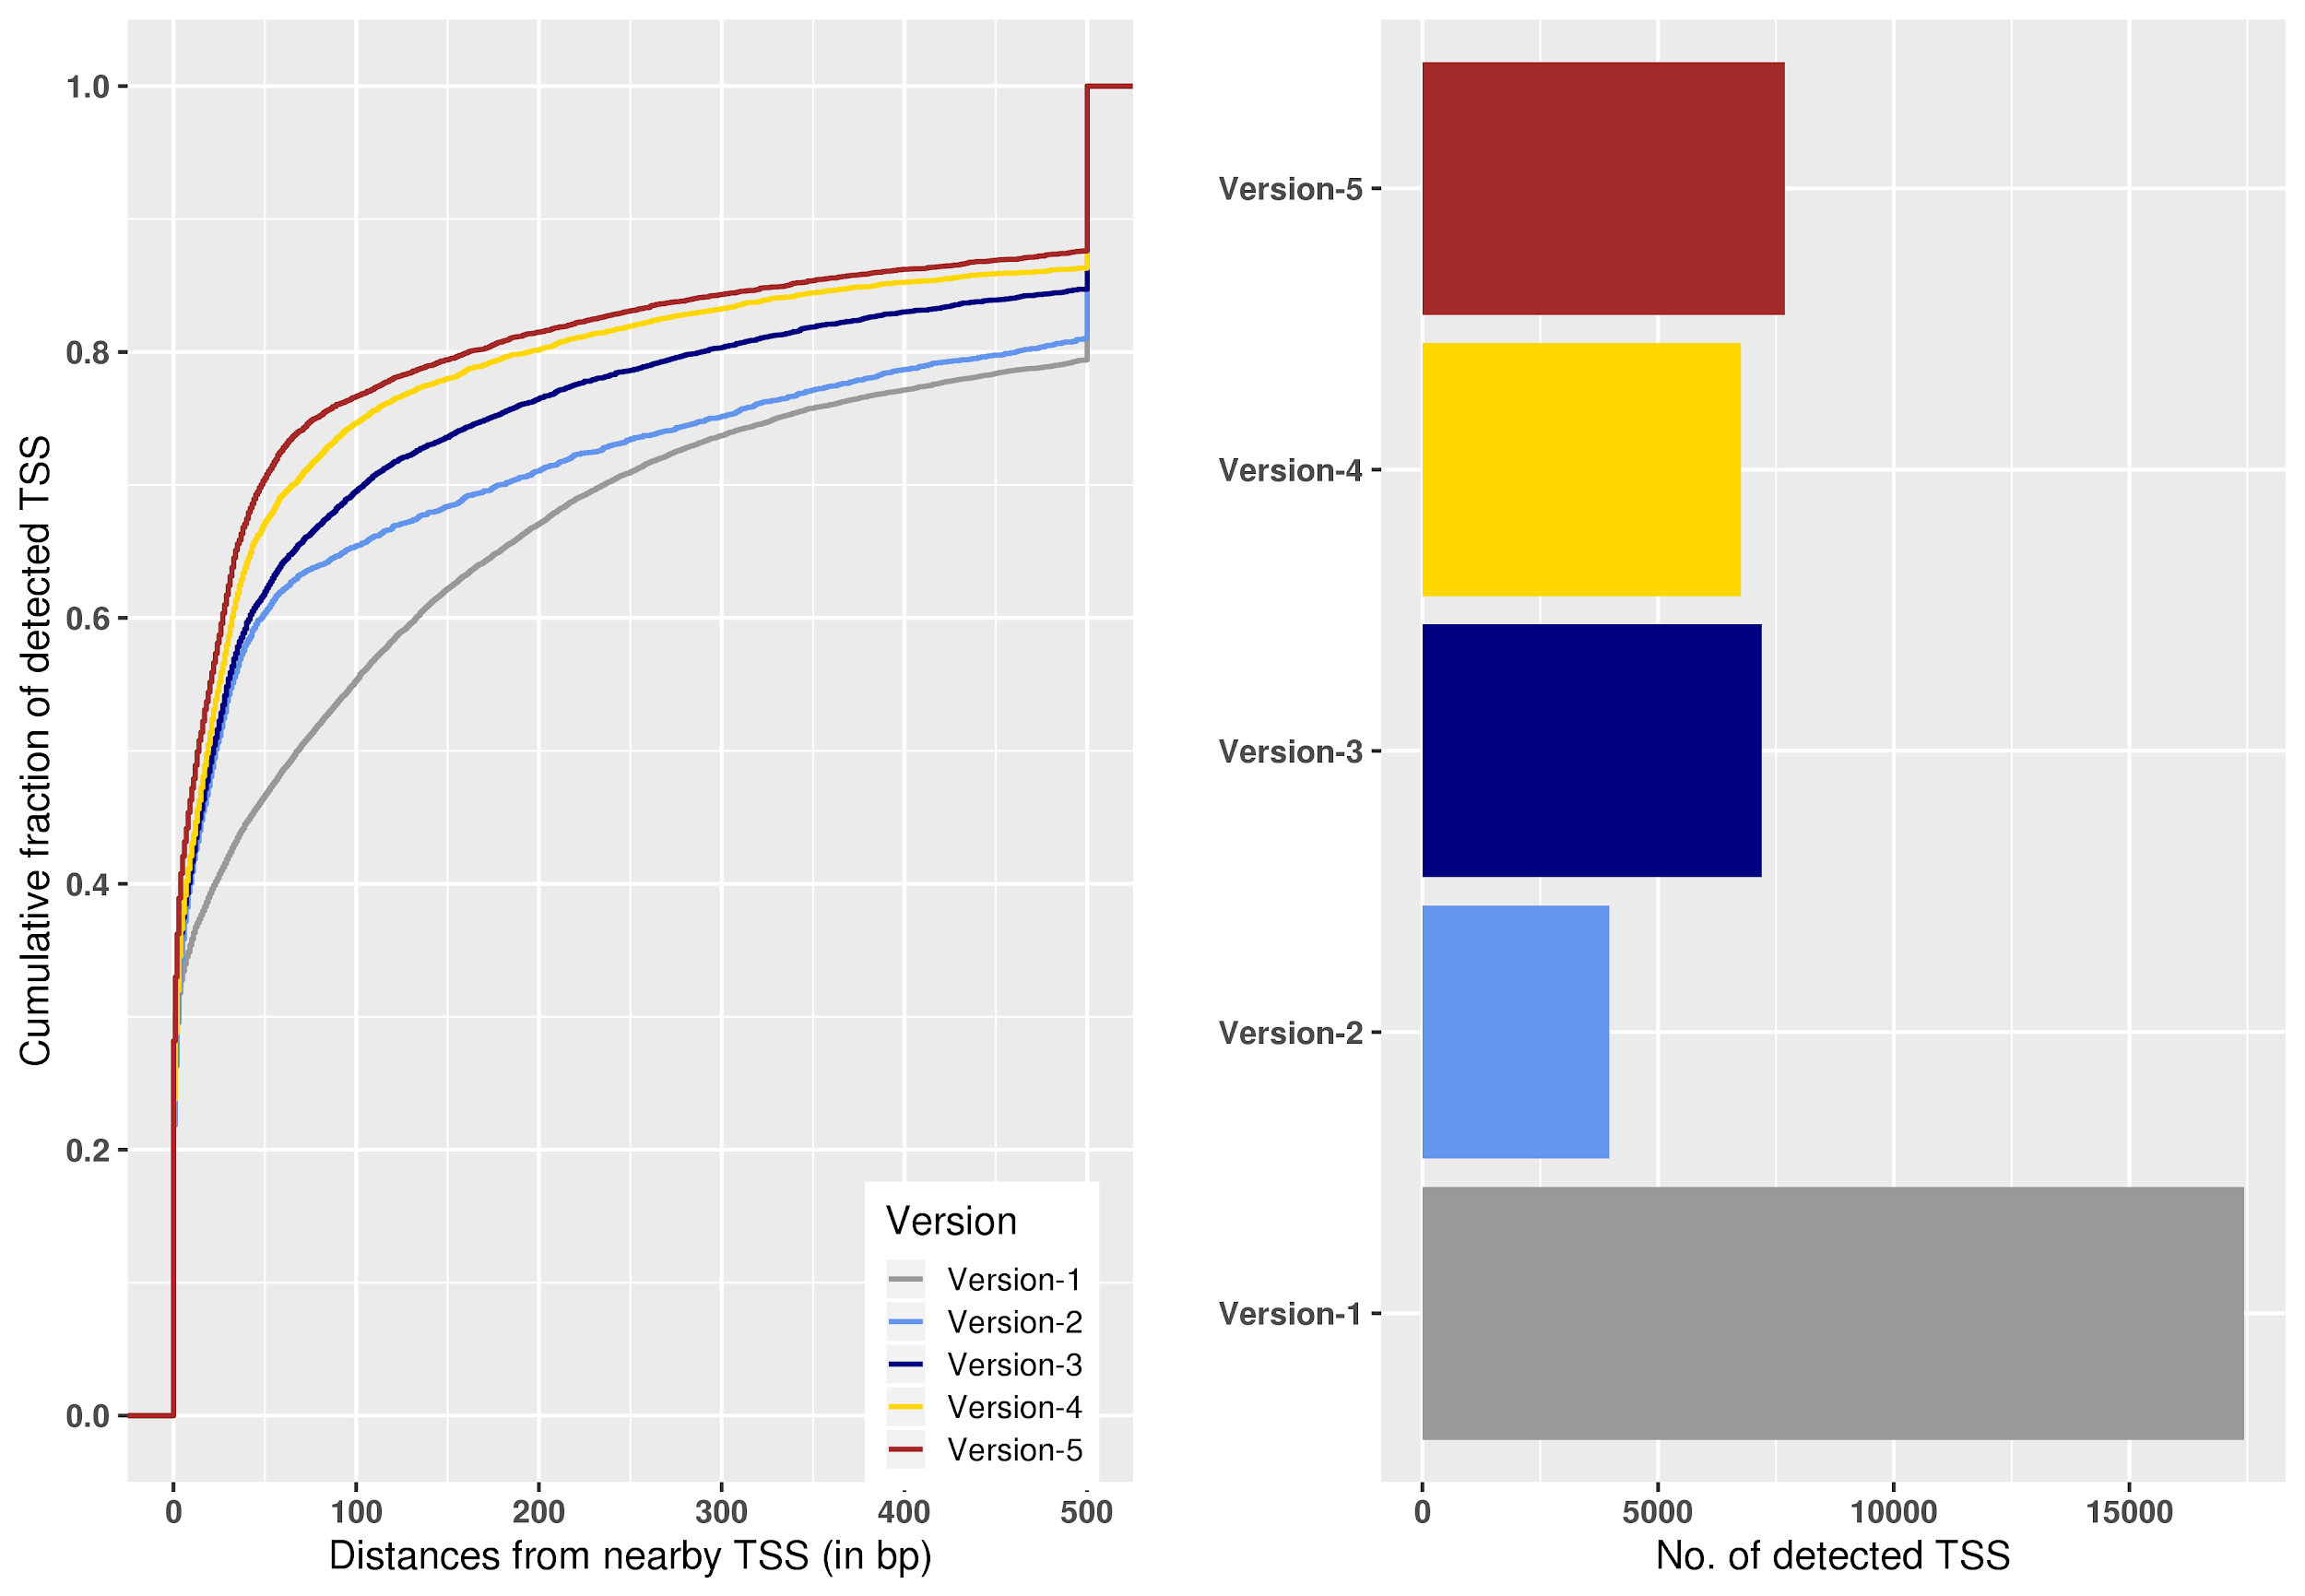 Cumulative fraction of detected TSS
1.0
0.8
0.6
0.4
0.2
0.0
0 100 200 300 400 500
Distances from nearby TSS (in bp)
Version
Version-1
Version-2
Version-3
Version-4
Version-5
Version-5
Version-4
Version-3
Version-2
Version-1
0 5000 10000 15000
No. of detected TSS